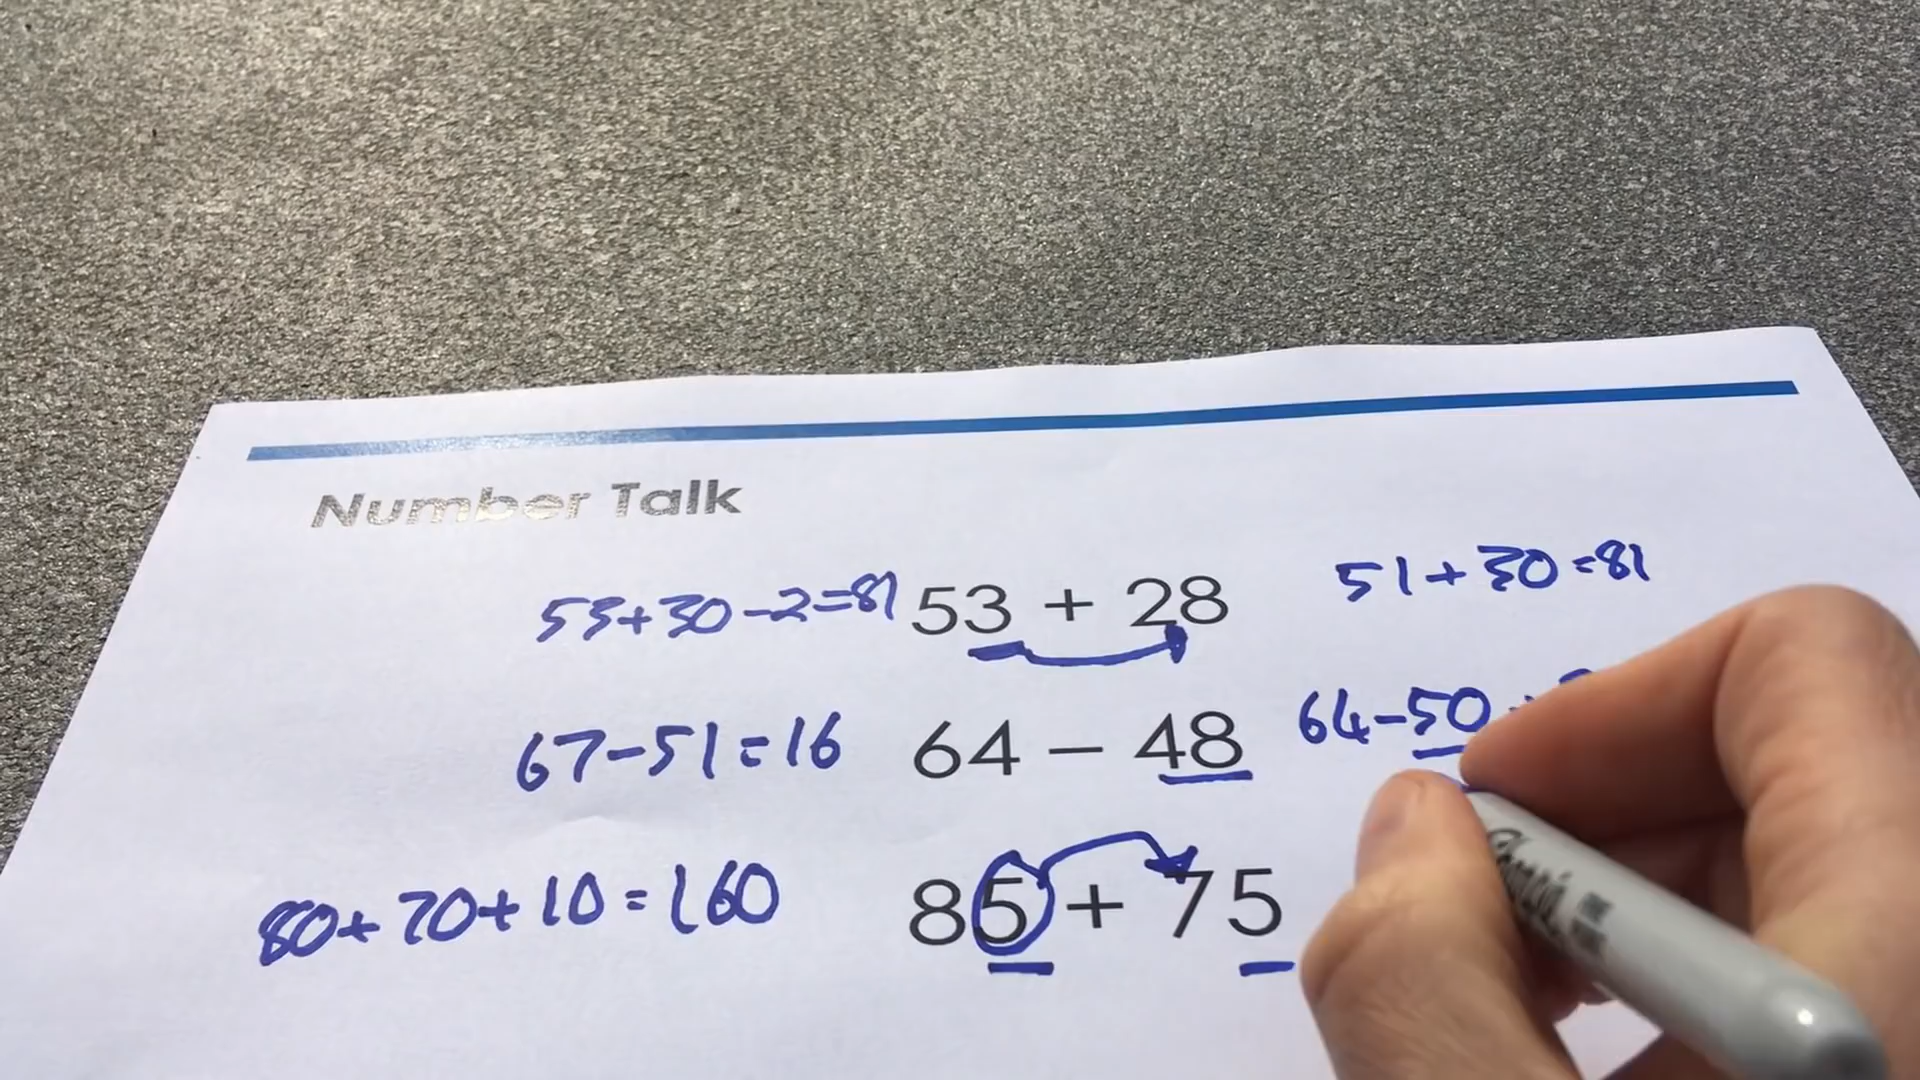 Number Talk
53+30-2=81 53 + 28 51+30=81
67-51=16 64 − 48 64-50
80+70+10=160 85 + 75